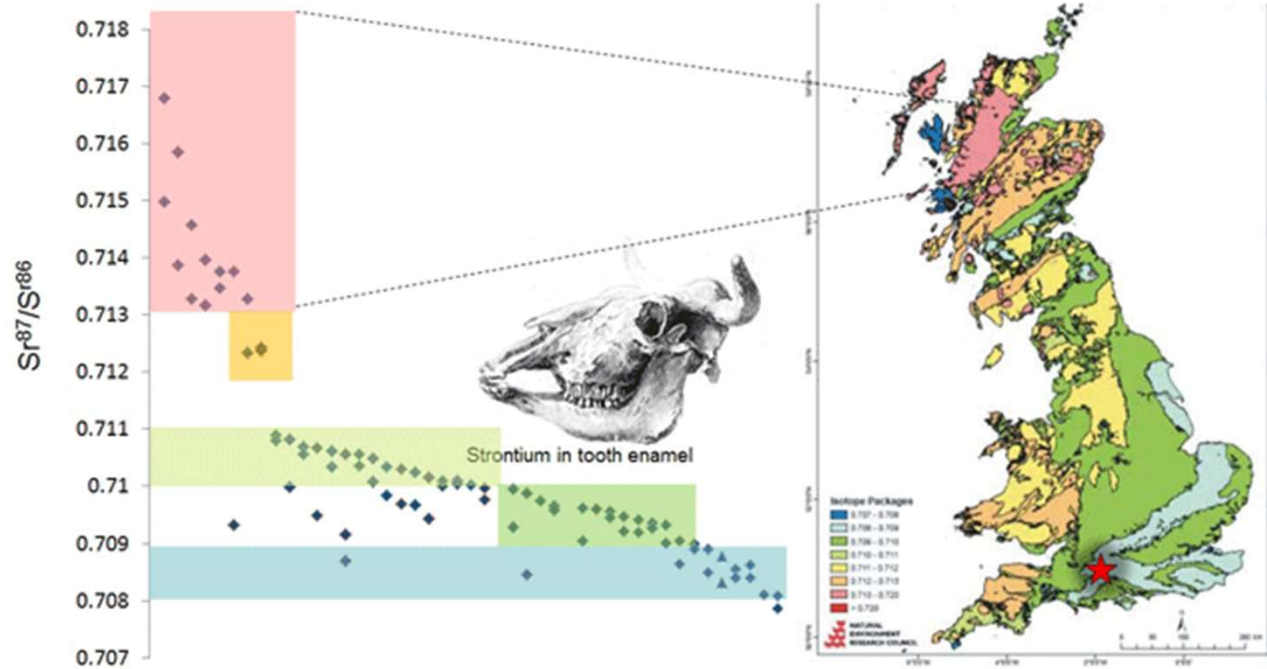 0.718
0.717
0.716
0.715
0.714
0.713
0.712
0.711
0.71
0.709
0.708
0.707
Sr87/Sr86
Strontium in tooth enamel
Isotope Packages
0.707 - 0.708
0.708 - 0.709
0.709 - 0.710
0.710 - 0.711
0.711 - 0.712
0.712 - 0.713
0.713 - 0.720
> 0.720
NATURAL
ENVIRONMENT
RESEARCH COUNCIL
N